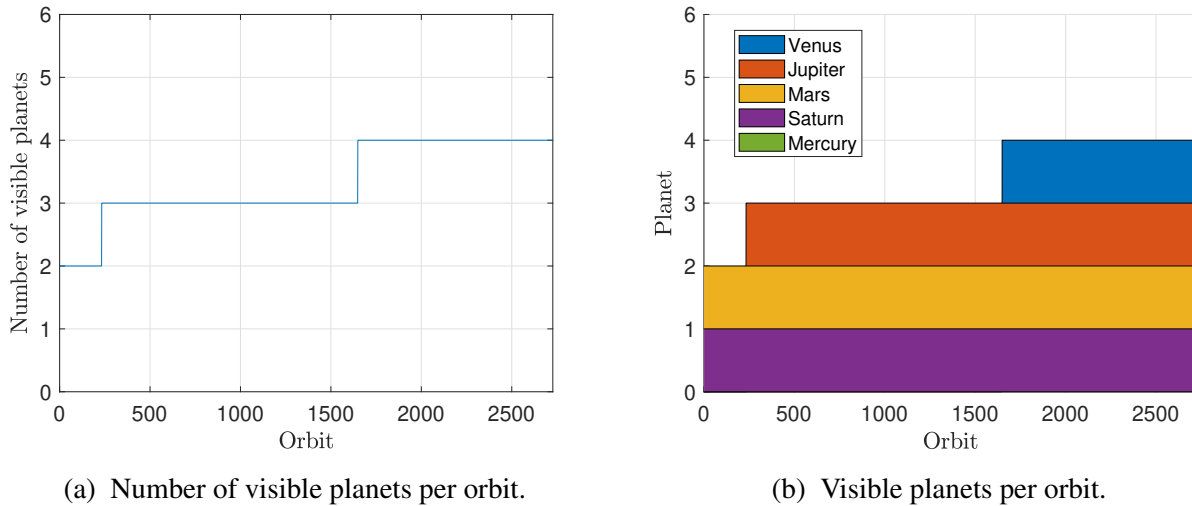 6
5
4
3
2
1
0
Number of visible planets
0 500 1000 1500 2000 2500
Orbit
(a) Number of visible planets per orbit.
6
5
4
3
2
1
0
Planet
Venus
Jupiter
Mars
Saturn
Mercury
0 500 1000 1500 2000 2500
Orbit
(b) Visible planets per orbit.